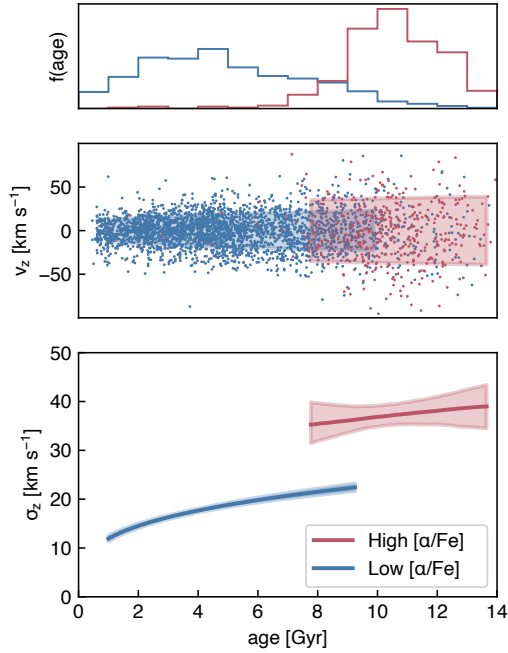 f(age)
50
0
−50
v_z [km s⁻¹]
50
40
30
20
10
0
σ_z [km s⁻¹]
High [α/Fe]
Low [α/Fe]
0 2 4 6 8 10 12 14
age [Gyr]